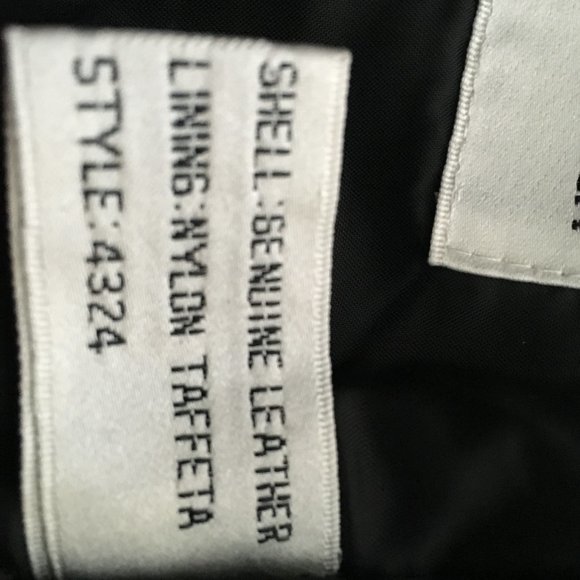 SHELL:GENUINE LEATHER
LINING:NYLON TAFFETA
STYLE:4324